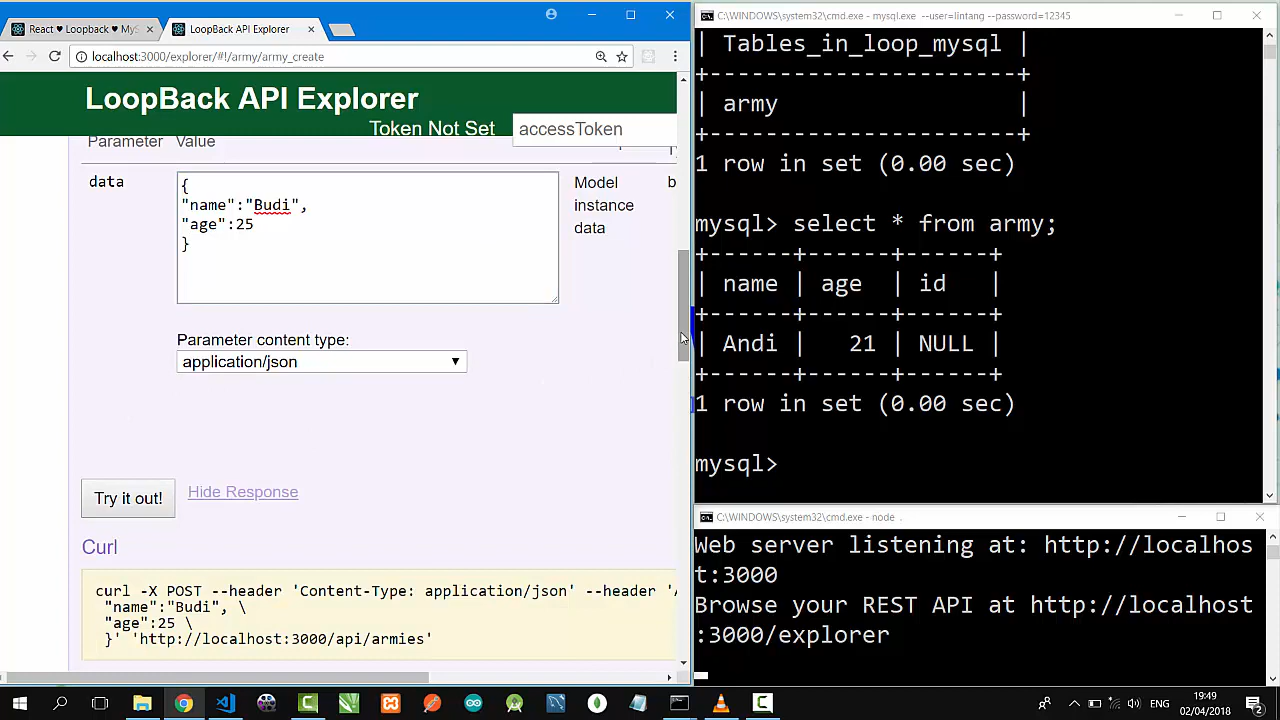 React ♥ Loopback ♥ MyS
LoopBack API Explorer
localhost:3000/explorer/#!/army/army_create
LoopBack API Explorer
Token Not Set
accessToken
Parameter Value
data
{
"name":"Budi",
"age":25
}
Model
instance
data
b
Parameter content type:
application/json
Try it out!
Hide Response
Curl
curl -X POST --header 'Content-Type: application/json' --header '
"name":"Budi", \
"age":25 \
}' 'http://localhost:3000/api/armies'
C:\WINDOWS\system32\cmd.exe - mysql.exe --user=lintang --password=12345
| Tables_in_loop_mysql |
+----------------------+
| army                 |
+----------------------+
1 row in set (0.00 sec)
mysql> select * from army;
+------+------+------+
| name | age  | id   |
+------+------+------+
| Andi |   21 | NULL |
+------+------+------+
1 row in set (0.00 sec)
mysql>
C:\WINDOWS\system32\cmd.exe - node .
Web server listening at: http://localhos
t:3000
Browse your REST API at http://localhost
:3000/explorer
ENG
19:49
02/04/2018
2